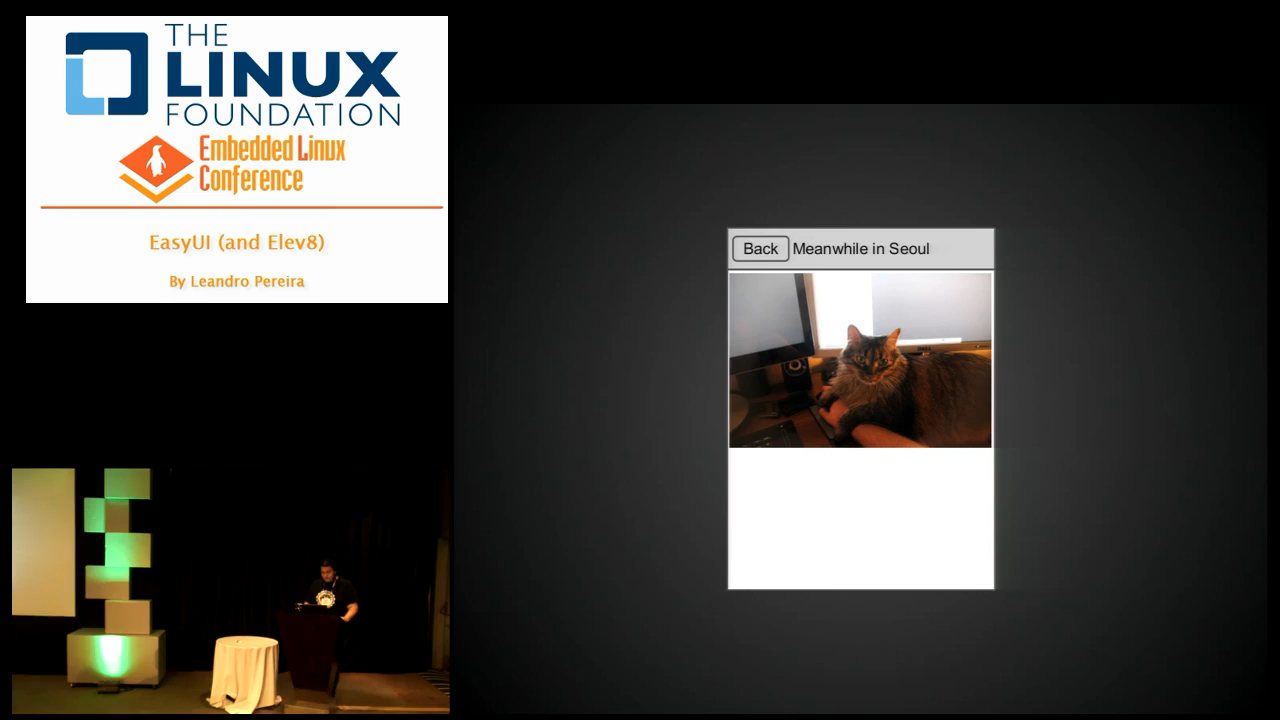 THE
LINUX
FOUNDATION
Embedded Linux
Conference
EasyUI (and Elev8)
By Leandro Pereira
Back Meanwhile in Seoul